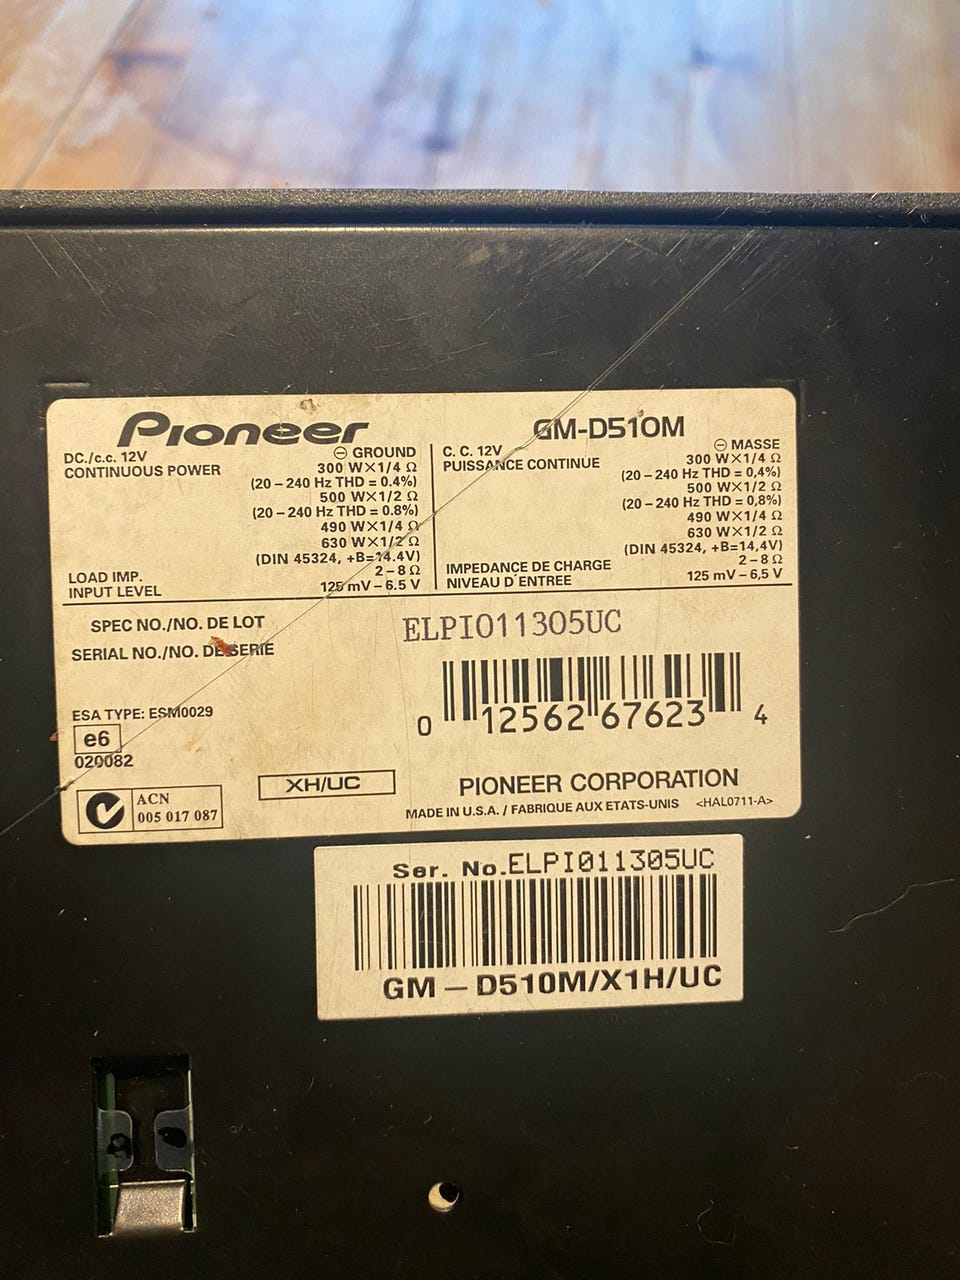 Pioneer
GM-D510M
DC./c.c. 12V
⊖ GROUND
CONTINUOUS POWER
300 W×1/4 Ω
(20 – 240 Hz THD = 0.4%)
500 W×1/2 Ω
(20 – 240 Hz THD = 0.8%)
490 W×1/4 Ω
630 W×1/2 Ω
(DIN 45324, +B=14.4V)
LOAD IMP.
2 – 8 Ω
INPUT LEVEL
125 mV – 6.5 V
C. C. 12V
⊖ MASSE
PUISSANCE CONTINUE
300 W×1/4 Ω
(20 – 240 Hz THD = 0,4%)
500 W×1/2 Ω
(20 – 240 Hz THD = 0,8%)
490 W×1/4 Ω
630 W×1/2 Ω
(DIN 45324, +B=14,4V)
IMPEDANCE DE CHARGE
2 – 8 Ω
NIVEAU D´ENTREE
125 mV – 6,5 V
SPEC NO./NO. DE LOT
ELPI011305UC
SERIAL NO./NO. DE SERIE
0 12562 67623 4
ESA TYPE: ESM0029
e6
020082
XH/UC
PIONEER CORPORATION
ACN
005 017 087
MADE IN U.S.A. / FABRIQUE AUX ETATS-UNIS <HAL0711-A>
Ser. No.ELPI011305UC
GM – D510M/X1H/UC